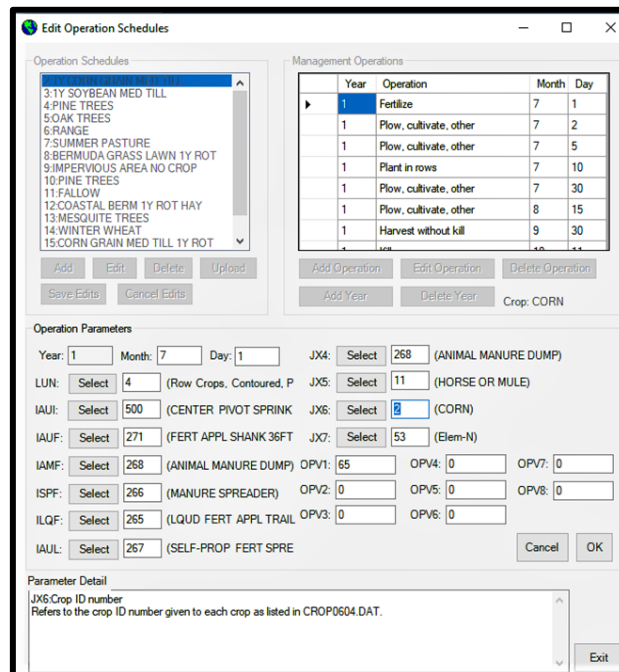 Edit Operation Schedules
Operation Schedules
2:1Y CORN GRAIN MED TILL
3:1Y SOYBEAN MED TILL
4:PINE TREES
5:OAK TREES
6:RANGE
7:SUMMER PASTURE
8:BERMUDA GRASS LAWN 1Y ROT
9:IMPERVIOUS AREA NO CROP
10:PINE TREES
11:FALLOW
12:COASTAL BERM 1Y ROT HAY
13:MESQUITE TREES
14:WINTER WHEAT
15:CORN GRAIN MED TILL 1Y ROT
Add Edit Delete Upload
Save Edits Cancel Edits
Management Operations
Year Operation Month Day
1 Fertilize 7 1
1 Plow, cultivate, other 7 2
1 Plow, cultivate, other 7 5
1 Plant in rows 7 10
1 Plow, cultivate, other 7 30
1 Plow, cultivate, other 8 15
1 Harvest without kill 9 30
1 Kill 10 11
Add Operation Edit Operation Delete Operation
Add Year Delete Year Crop: CORN
Operation Parameters
Year: 1 Month: 7 Day: 1
LUN: Select 4 (Row Crops, Contoured, P
IAUI: Select 500 (CENTER PIVOT SPRINK
IAUF: Select 271 (FERT APPL SHANK 36FT
IAMF: Select 268 (ANIMAL MANURE DUMP)
ISPF: Select 266 (MANURE SPREADER)
ILQF: Select 265 (LQUD FERT APPL TRAIL
IAUL: Select 267 (SELF-PROP FERT SPRE
JX4: Select 268 (ANIMAL MANURE DUMP)
JX5: Select 11 (HORSE OR MULE)
JX6: Select 2 (CORN)
JX7: Select 53 (Elem-N)
OPV1: 65 OPV4: 0 OPV7: 0
OPV2: 0 OPV5: 0 OPV8: 0
OPV3: 0 OPV6: 0
Cancel OK
Parameter Detail
JX6:Crop ID number
Refers to the crop ID number given to each crop as listed in CROP0604.DAT.
Exit